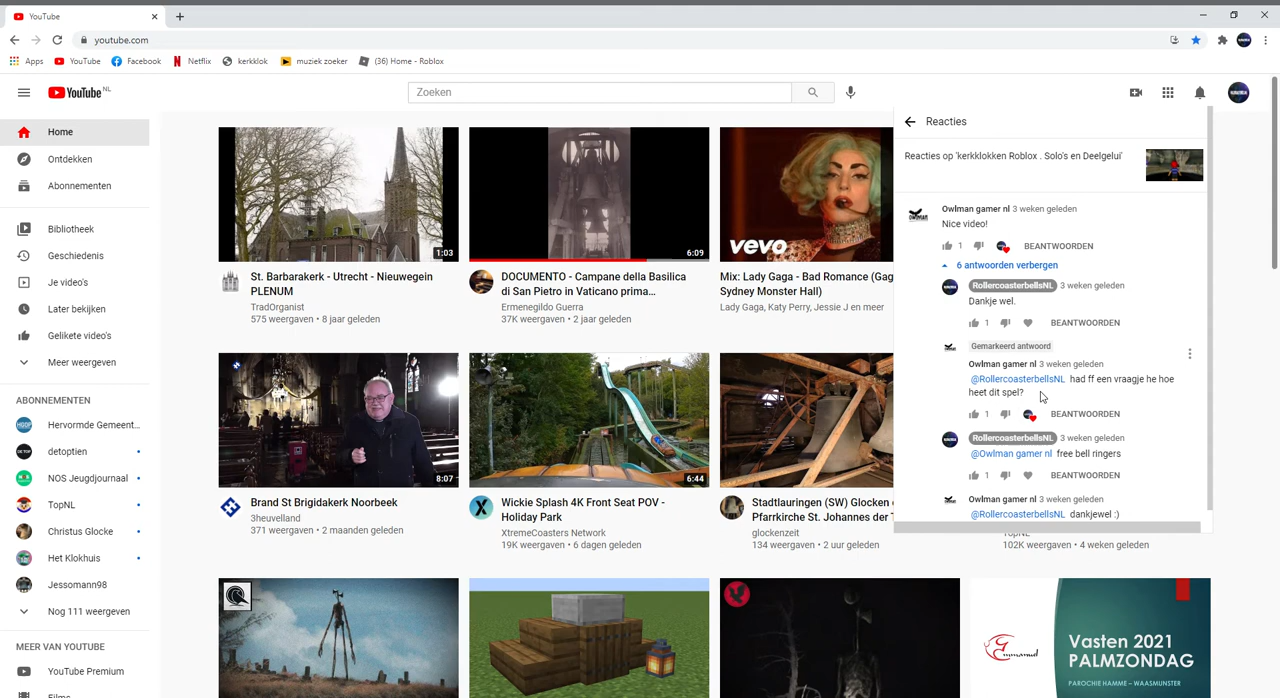 YouTube
youtube.com
Apps
YouTube
Facebook
Netflix
kerkklok
muziek zoeker
(36) Home - Roblox
YouTube NL
Zoeken
Home
Ontdekken
Abonnementen
Bibliotheek
Geschiedenis
Je video's
Later bekijken
Gelikete video's
Meer weergeven
ABONNEMENTEN
Hervormde Gemeent...
detoptien
NOS Jeugdjournaal
TopNL
Christus Glocke
Het Klokhuis
Jessomann98
Nog 111 weergeven
MEER VAN YOUTUBE
YouTube Premium
Films
1:03
St. Barbarakerk - Utrecht - Nieuwegein
PLENUM
TradOrganist
575 weergaven • 8 jaar geleden
6:09
DOCUMENTO - Campane della Basilica
di San Pietro in Vaticano prima...
Ermenegildo Guerra
37K weergaven • 2 jaar geleden
vevo
Mix: Lady Gaga - Bad Romance (Gag
Sydney Monster Hall)
Lady Gaga, Katy Perry, Jessie J en meer
8:07
Brand St Brigidakerk Noorbeek
3heuvelland
371 weergaven • 2 maanden geleden
6:44
Wickie Splash 4K Front Seat POV -
Holiday Park
XtremeCoasters Network
19K weergaven • 6 dagen geleden
Stadtlauringen (SW) Glocken
Pfarrkirche St. Johannes der T
glockenzeit
134 weergaven • 2 uur geleden
TopNL
102K weergaven • 4 weken geleden
Reacties
Reacties op 'kerkklokken Roblox . Solo's en Deelgelui'
OWLMAN
Owlman gamer nl 3 weken geleden
Nice video!
1
BEANTWOORDEN
6 antwoorden verbergen
RollercoasterbellsNL 3 weken geleden
Dankje wel.
1
BEANTWOORDEN
Gemarkeerd antwoord
Owlman gamer nl 3 weken geleden
@RollercoasterbellsNL had ff een vraagje he hoe
heet dit spel?
1
BEANTWOORDEN
RollercoasterbellsNL 3 weken geleden
@Owlman gamer nl free bell ringers
1
BEANTWOORDEN
Owlman gamer nl 3 weken geleden
@RollercoasterbellsNL dankjewel :)
Emmanuel
Vasten 2021
PALMZONDAG
PAROCHIE HAMME – WAASMUNSTER